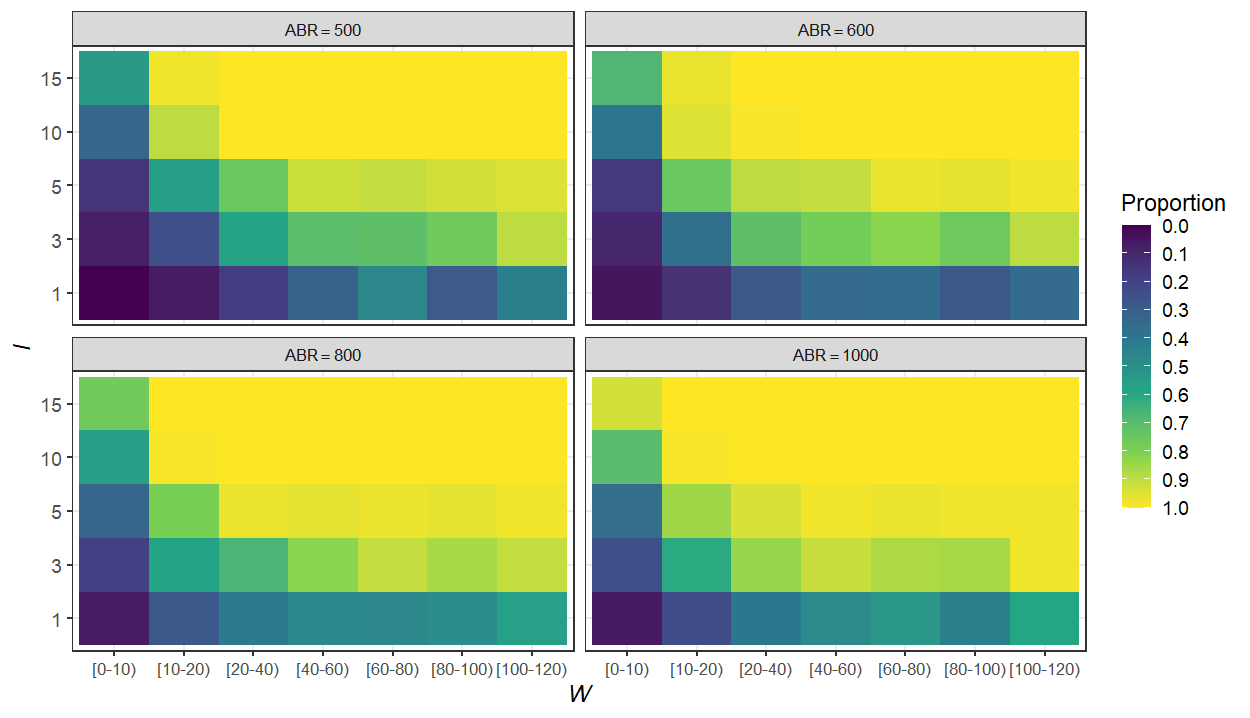 ABR = 500
ABR = 600
15
10
5
3
1
Proportion
0.0
0.1
0.2
0.3
0.4
0.5
0.6
0.7
0.8
0.9
1.0
I
ABR = 800
ABR = 1000
15
10
5
3
1
[0-10) [10-20) [20-40) [40-60) [60-80) [80-100) [100-120)
[0-10) [10-20) [20-40) [40-60) [60-80) [80-100) [100-120)
W